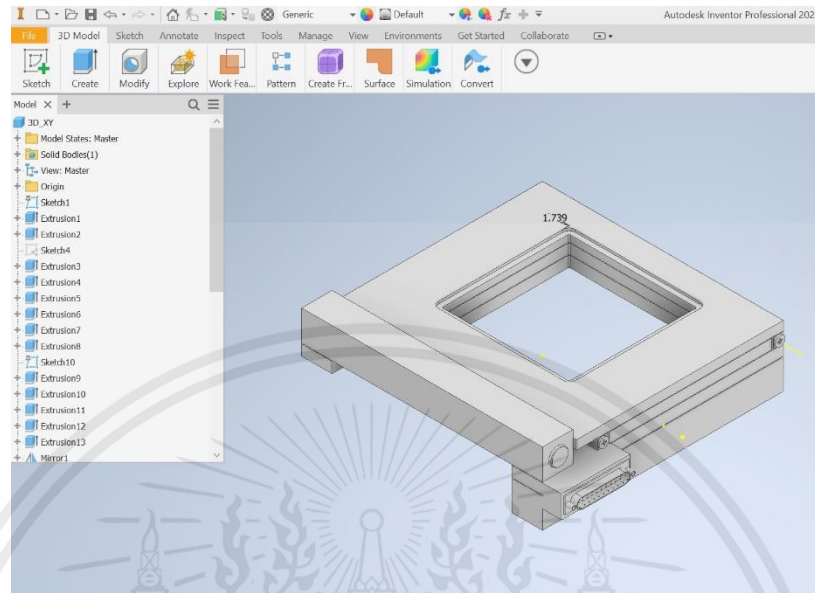 Generic Default fx Autodesk Inventor Professional 202
File 3D Model Sketch Annotate Inspect Tools Manage View Environments Get Started Collaborate
Sketch Create Modify Explore Work Fea... Pattern Create Fr... Surface Simulation Convert
Model
3D_XY
Model States: Master
Solid Bodies(1)
View: Master
Origin
Sketch1
Extrusion1
Extrusion2
Sketch4
Extrusion3
Extrusion4
Extrusion5
Extrusion6
Extrusion7
Extrusion8
Sketch10
Extrusion9
Extrusion10
Extrusion11
Extrusion12
Extrusion13
Mirror1
1.739